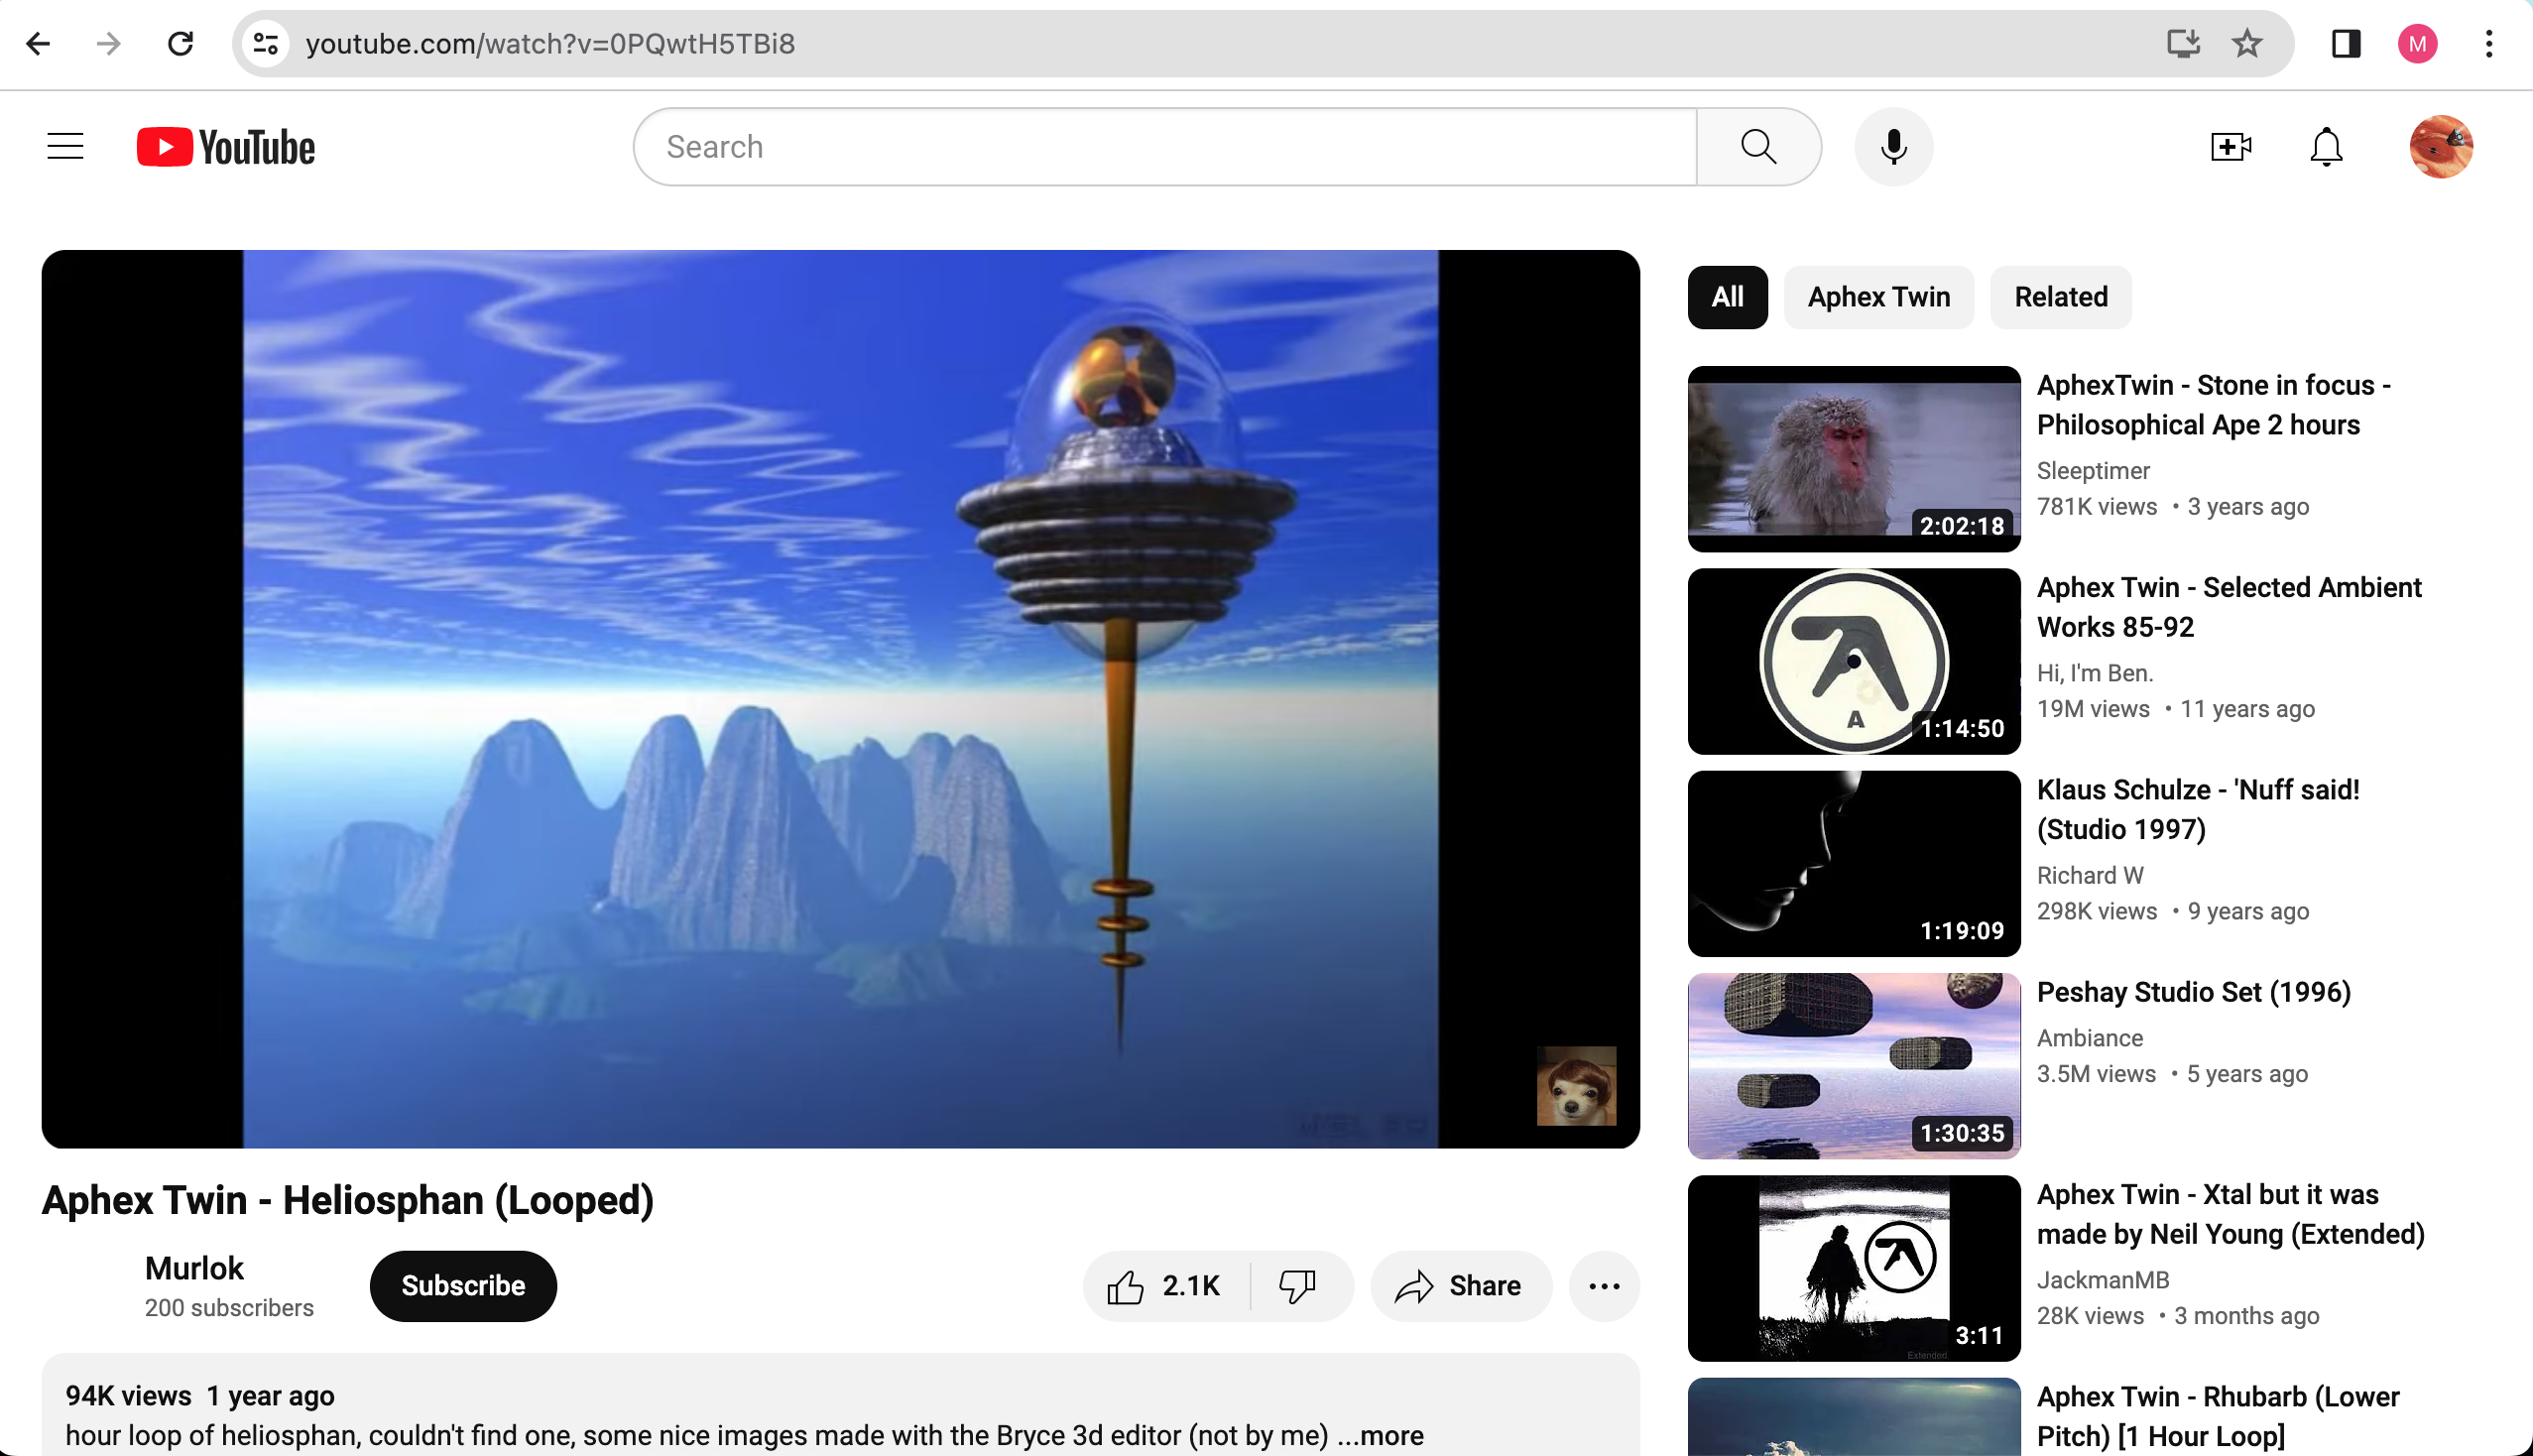 youtube.com/watch?v=0PQwtH5TBi8
M
YouTube
Search
All
Aphex Twin
Related
AphexTwin - Stone in focus -
Philosophical Ape 2 hours
Sleeptimer
781K views • 3 years ago
2:02:18
Aphex Twin - Selected Ambient
Works 85-92
Hi, I'm Ben.
19M views • 11 years ago
A
1:14:50
Klaus Schulze - 'Nuff said!
(Studio 1997)
Richard W
298K views • 9 years ago
1:19:09
Peshay Studio Set (1996)
Ambiance
3.5M views • 5 years ago
1:30:35
Aphex Twin - Xtal but it was
made by Neil Young (Extended)
JackmanMB
28K views • 3 months ago
Extended
3:11
Aphex Twin - Rhubarb (Lower
Pitch) [1 Hour Loop]
Aphex Twin - Heliosphan (Looped)
Murlok
200 subscribers
Subscribe
2.1K
Share
94K views 1 year ago
hour loop of heliosphan, couldn't find one, some nice images made with the Bryce 3d editor (not by me) ...more